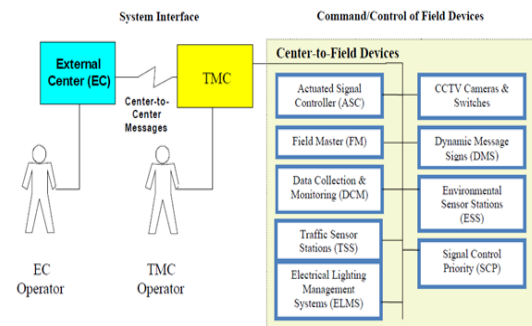 System Interface
Command/Control of Field Devices
External
Center (EC)
TMC
Center-to-
Center
Messages
EC
Operator
TMC
Operator
Center-to-Field Devices
Actuated Signal
Controller (ASC)
CCTV Cameras &
Switches
Field Master (FM)
Dynamic Message
Signs (DMS)
Data Collection &
Monitoring (DCM)
Environmental
Sensor Stations
(ESS)
Traffic Sensor
Stations (TSS)
Signal Control
Priority (SCP)
Electrical Lighting
Management
Systems (ELMS)